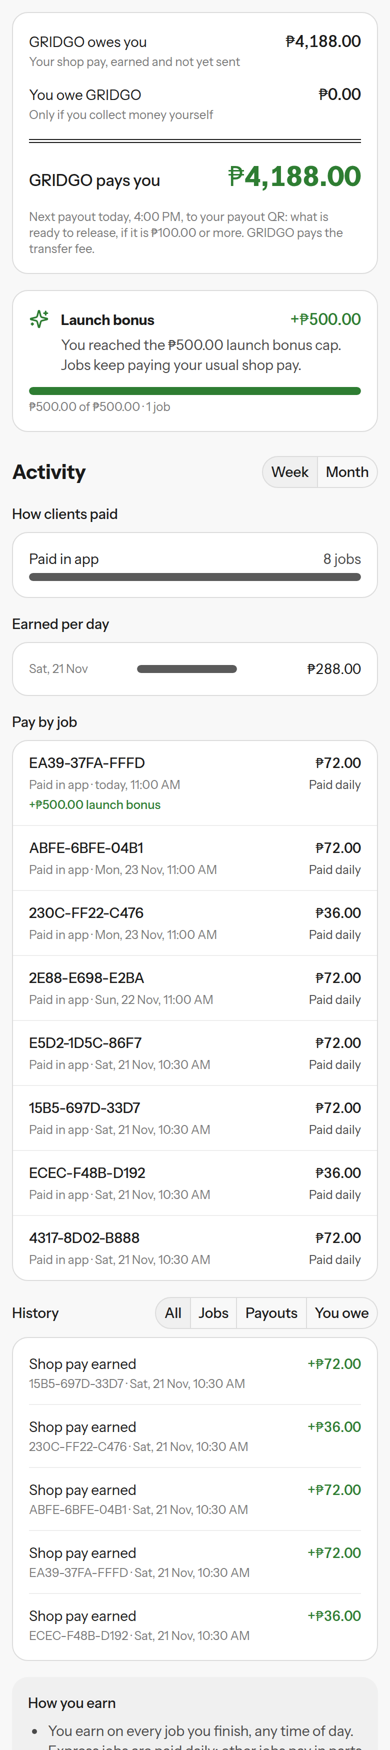 GRIDGO owes you ₱4,188.00
Your shop pay, earned and not yet sent
You owe GRIDGO ₱0.00
Only if you collect money yourself
GRIDGO pays you ₱4,188.00
Next payout today, 4:00 PM, to your payout QR: what is
ready to release, if it is ₱100.00 or more. GRIDGO pays the
transfer fee.
Launch bonus +₱500.00
You reached the ₱500.00 launch bonus cap.
Jobs keep paying your usual shop pay.
₱500.00 of ₱500.00 · 1 job
Activity Week Month
How clients paid
Paid in app 8 jobs
Earned per day
Sat, 21 Nov ₱288.00
Pay by job
EA39-37FA-FFFD ₱72.00
Paid in app · today, 11:00 AM Paid daily
+₱500.00 launch bonus
ABFE-6BFE-04B1 ₱72.00
Paid in app · Mon, 23 Nov, 11:00 AM Paid daily
230C-FF22-C476 ₱36.00
Paid in app · Mon, 23 Nov, 11:00 AM Paid daily
2E88-E698-E2BA ₱72.00
Paid in app · Sun, 22 Nov, 11:00 AM Paid daily
E5D2-1D5C-86F7 ₱72.00
Paid in app · Sat, 21 Nov, 10:30 AM Paid daily
15B5-697D-33D7 ₱72.00
Paid in app · Sat, 21 Nov, 10:30 AM Paid daily
ECEC-F48B-D192 ₱36.00
Paid in app · Sat, 21 Nov, 10:30 AM Paid daily
4317-8D02-B888 ₱72.00
Paid in app · Sat, 21 Nov, 10:30 AM Paid daily
History All Jobs Payouts You owe
Shop pay earned +₱72.00
15B5-697D-33D7 · Sat, 21 Nov, 10:30 AM
Shop pay earned +₱36.00
230C-FF22-C476 · Sat, 21 Nov, 10:30 AM
Shop pay earned +₱72.00
ABFE-6BFE-04B1 · Sat, 21 Nov, 10:30 AM
Shop pay earned +₱72.00
EA39-37FA-FFFD · Sat, 21 Nov, 10:30 AM
Shop pay earned +₱36.00
ECEC-F48B-D192 · Sat, 21 Nov, 10:30 AM
How you earn
• You earn on every job you finish, any time of day.
Express jobs are paid daily; other jobs pay in parts